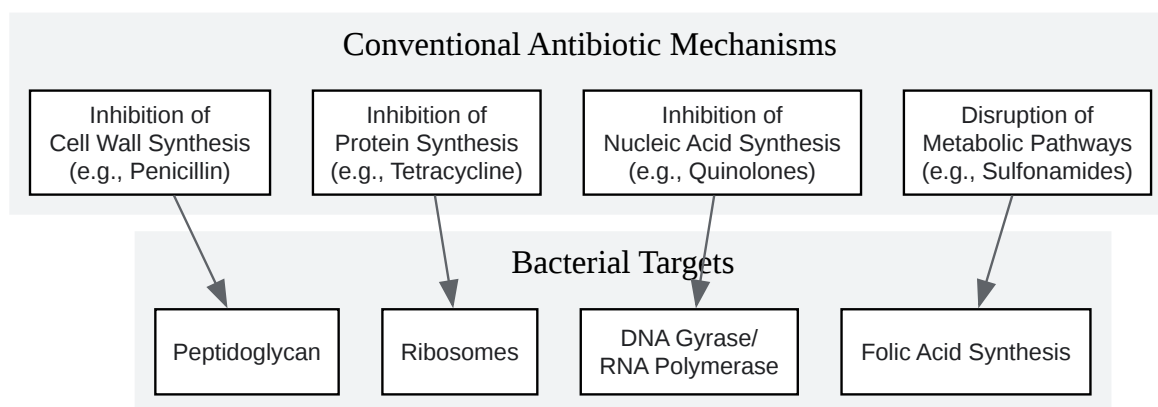 Conventional Antibiotic Mechanisms
Inhibition of
Cell Wall Synthesis
(e.g., Penicillin)
Inhibition of
Protein Synthesis
(e.g., Tetracycline)
Inhibition of
Nucleic Acid Synthesis
(e.g., Quinolones)
Disruption of
Metabolic Pathways
(e.g., Sulfonamides)
Bacterial Targets
Peptidoglycan
Ribosomes
DNA Gyrase/
RNA Polymerase
Folic Acid Synthesis